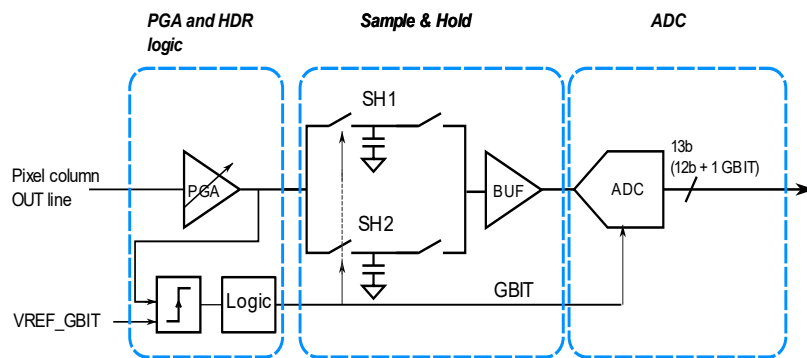 PGA and HDR
logic
Sample & Hold
ADC
SH1
13b
(12b + 1 GBIT)
Pixel column
OUT line
PGA
BUF
ADC
SH2
Logic
GBIT
VREF_GBIT